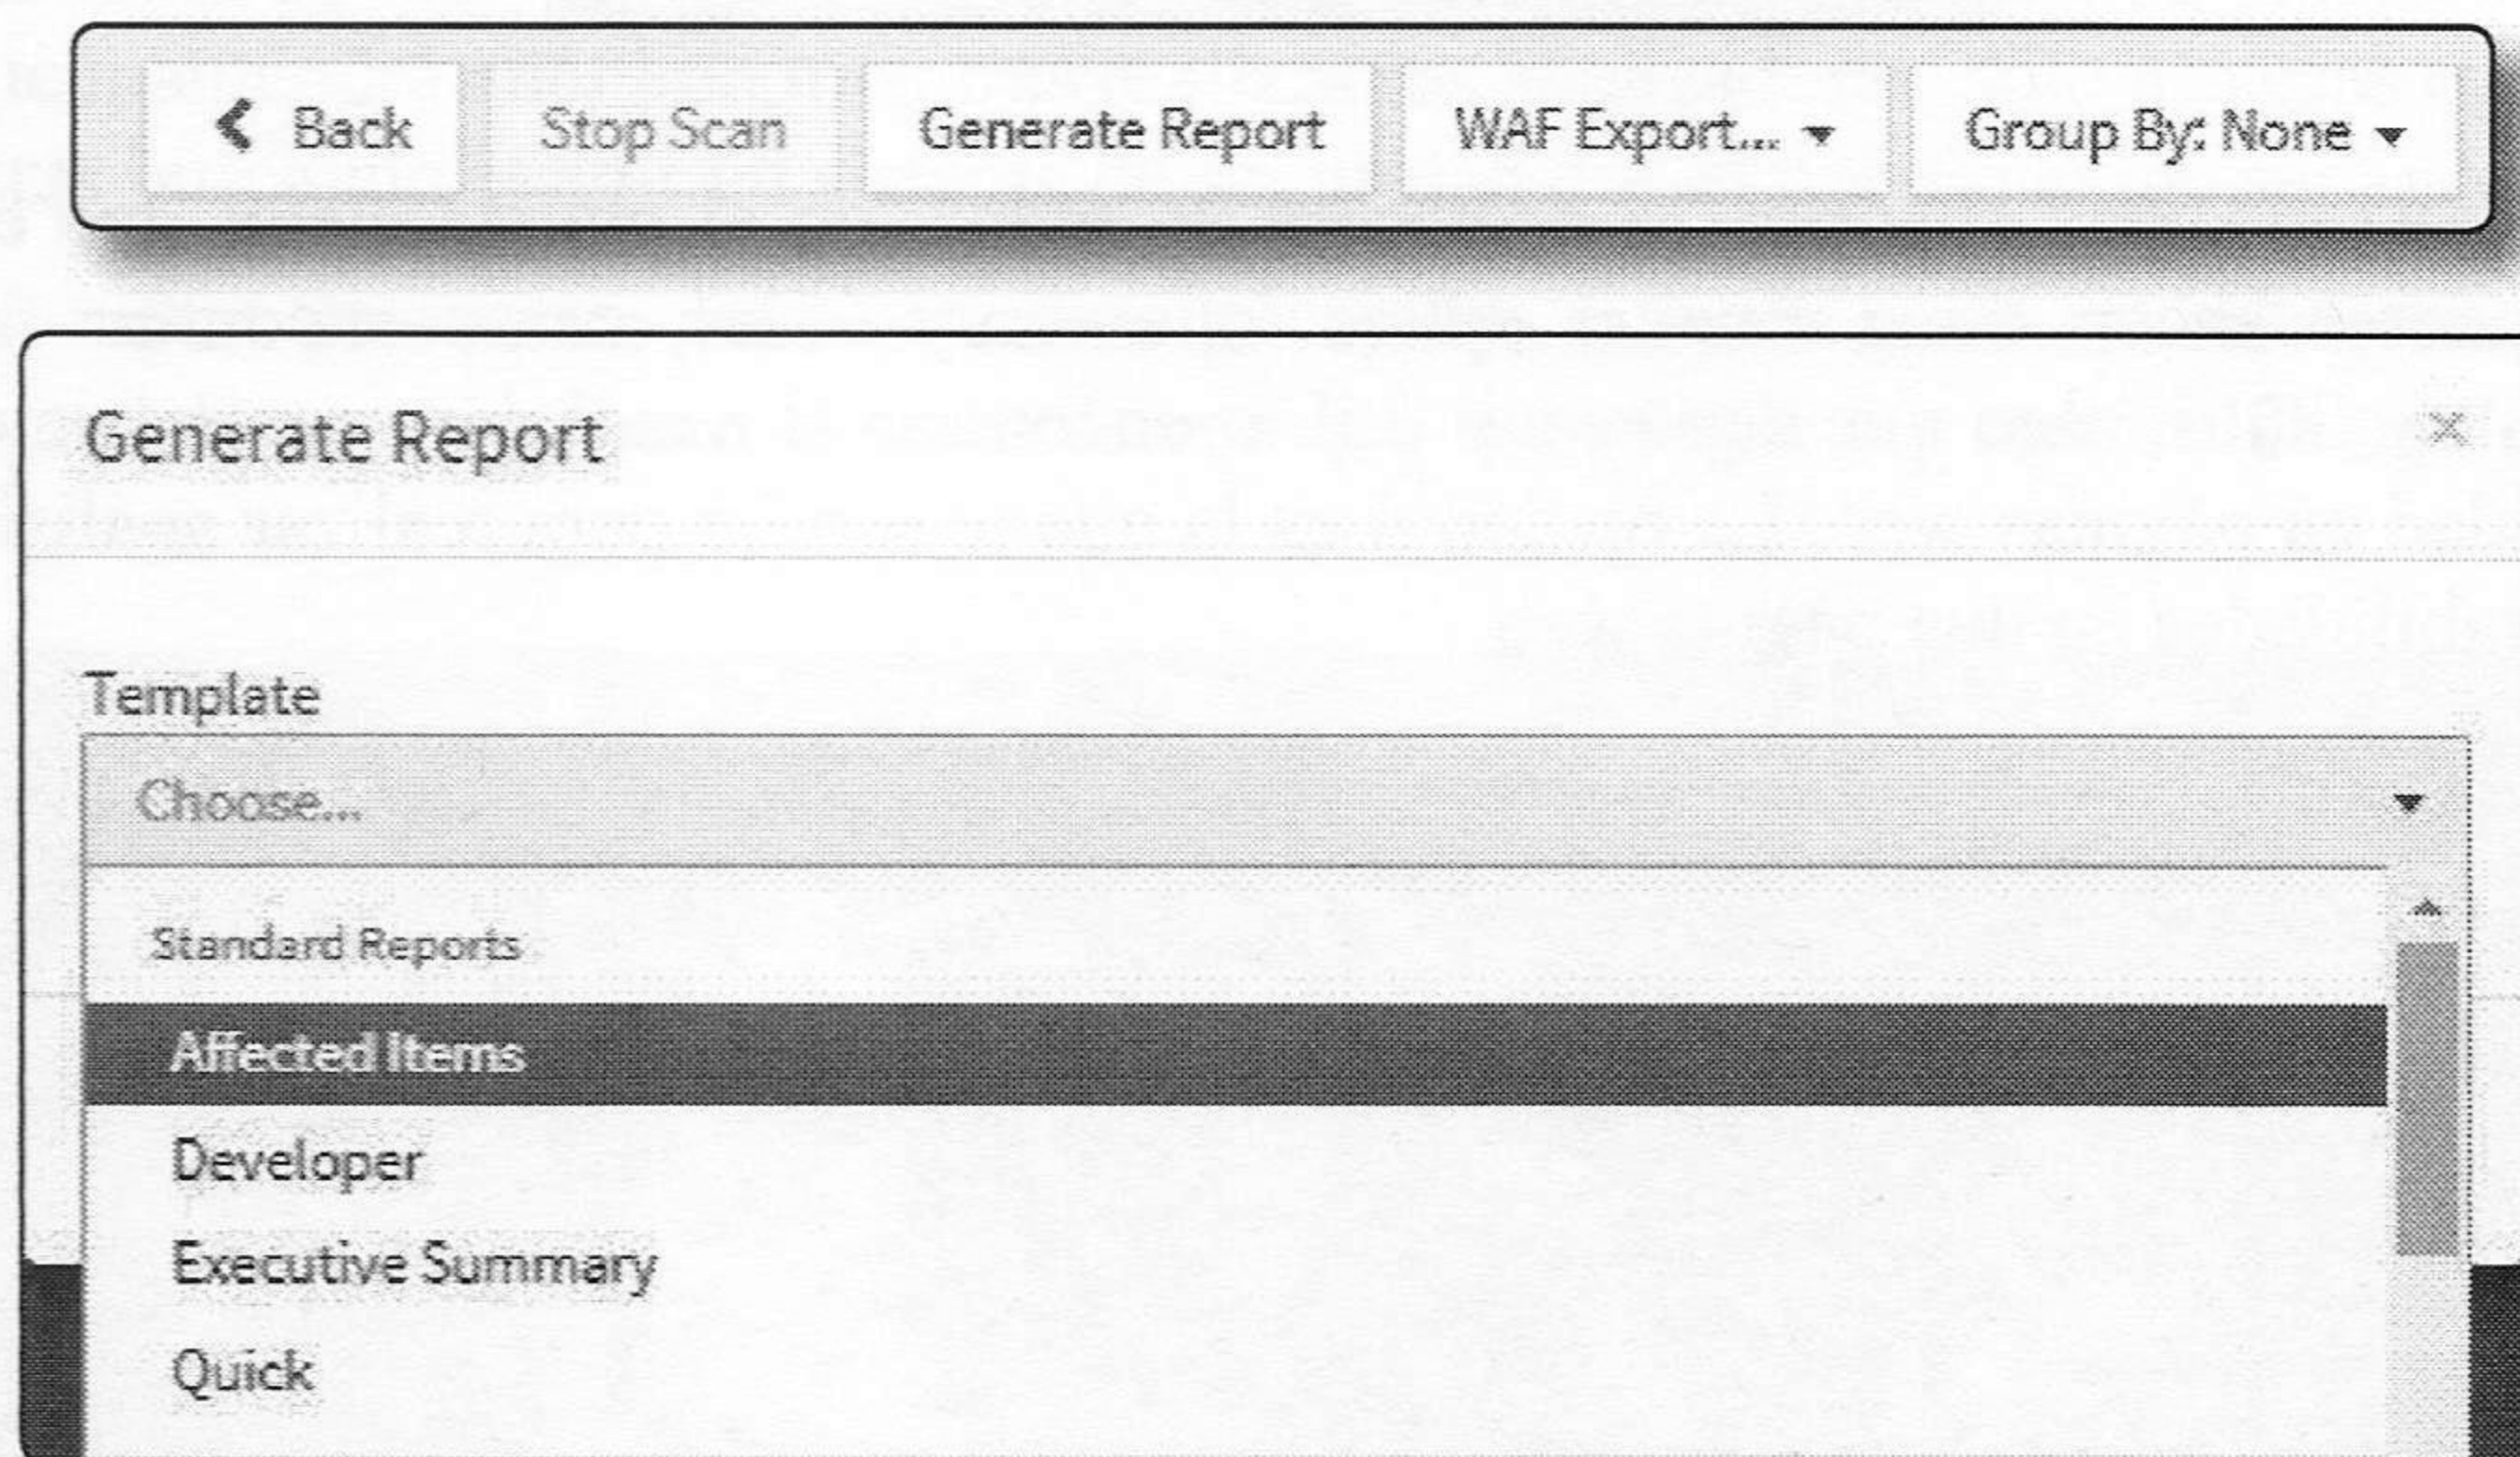 Back Stop Scan Generate Report WAF Export... Group By: None
Generate Report
Template
Choose...
Standard Reports
Affected Items
Developer
Executive Summary
Quick